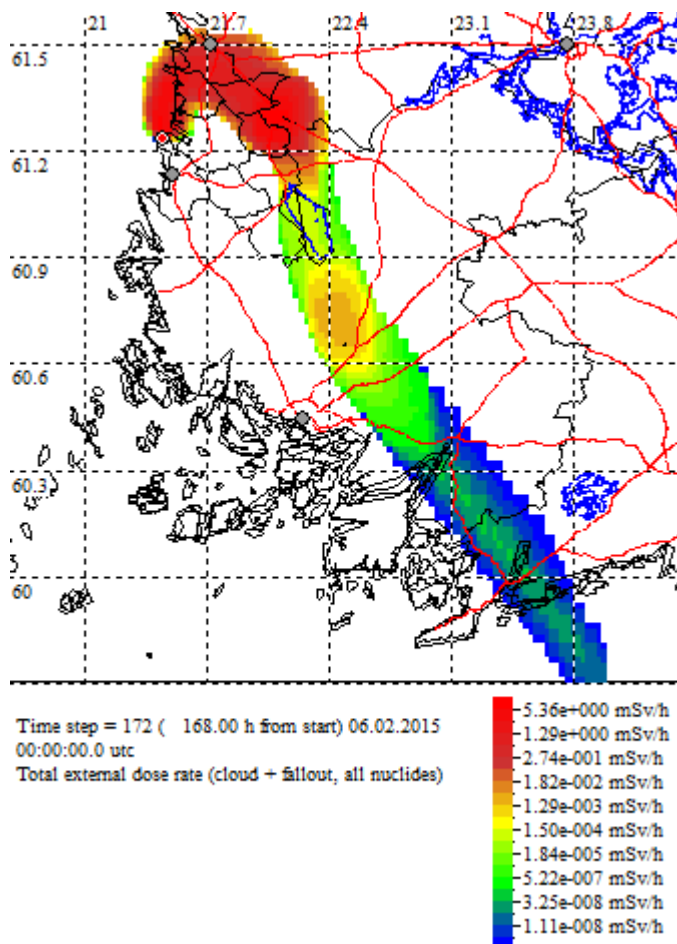 21 21.7 22.4 23.1 23.8
61.5
61.2
60.9
60.6
60.3
60
Time step = 172 ( 168.00 h from start) 06.02.2015
00:00:00.0 utc
Total external dose rate (cloud + fallout, all nuclides)
5.36e+000 mSv/h
1.29e+000 mSv/h
2.74e-001 mSv/h
1.82e-002 mSv/h
1.29e-003 mSv/h
1.50e-004 mSv/h
1.84e-005 mSv/h
5.22e-007 mSv/h
3.25e-008 mSv/h
1.11e-008 mSv/h